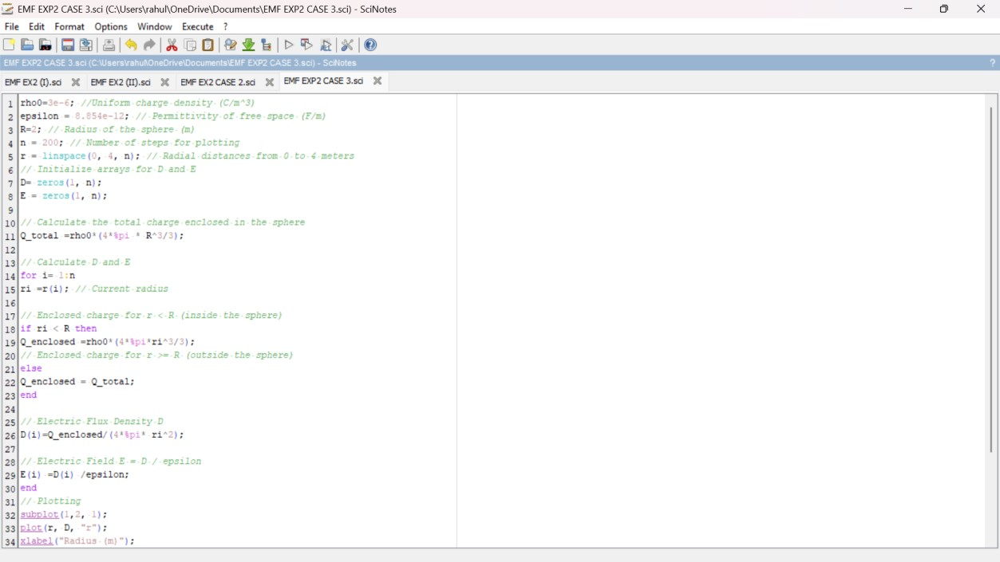 EMF EXP2 CASE 3.sci (C:\Users\rahul\OneDrive\Documents\EMF EXP2 CASE 3.sci) - SciNotes
File Edit Format Options Window Execute ?
EMF EXP2 CASE 3.sci (C:\Users\rahul\OneDrive\Documents\EMF EXP2 CASE 3.sci) - SciNotes ?
EMF EX2 (I).sci EMF EX2 (II).sci EMF EX2 CASE 2.sci EMF EXP2 CASE 3.sci
1 rho0=3e-6; //Uniform charge density (C/m^3)
2 epsilon = 8.854e-12; // Permittivity of free space (F/m)
3 R=2; // Radius of the sphere (m)
4 n = 200; // Number of steps for plotting
5 r = linspace(0, 4, n); // Radial distances from 0 to 4 meters
6 // Initialize arrays for D and E
7 D= zeros(1, n);
8 E = zeros(1, n);
9
10 // Calculate the total charge enclosed in the sphere
11 Q_total =rho0*(4*%pi * R^3/3);
12
13 // Calculate D and E
14 for i= 1:n
15 ri =r(i); // Current radius
16
17 // Enclosed charge for r < R (inside the sphere)
18 if ri < R then
19 Q_enclosed =rho0*(4*%pi*ri^3/3);
20 // Enclosed charge for r >= R (outside the sphere)
21 else
22 Q_enclosed = Q_total;
23 end
24
25 // Electric Flux Density D
26 D(i)=Q_enclosed/(4*%pi* ri^2);
27
28 // Electric Field E = D / epsilon
29 E(i) =D(i) /epsilon;
30 end
31 // Plotting
32 subplot(1,2, 1);
33 plot(r, D, "r");
34 xlabel("Radius (m)");